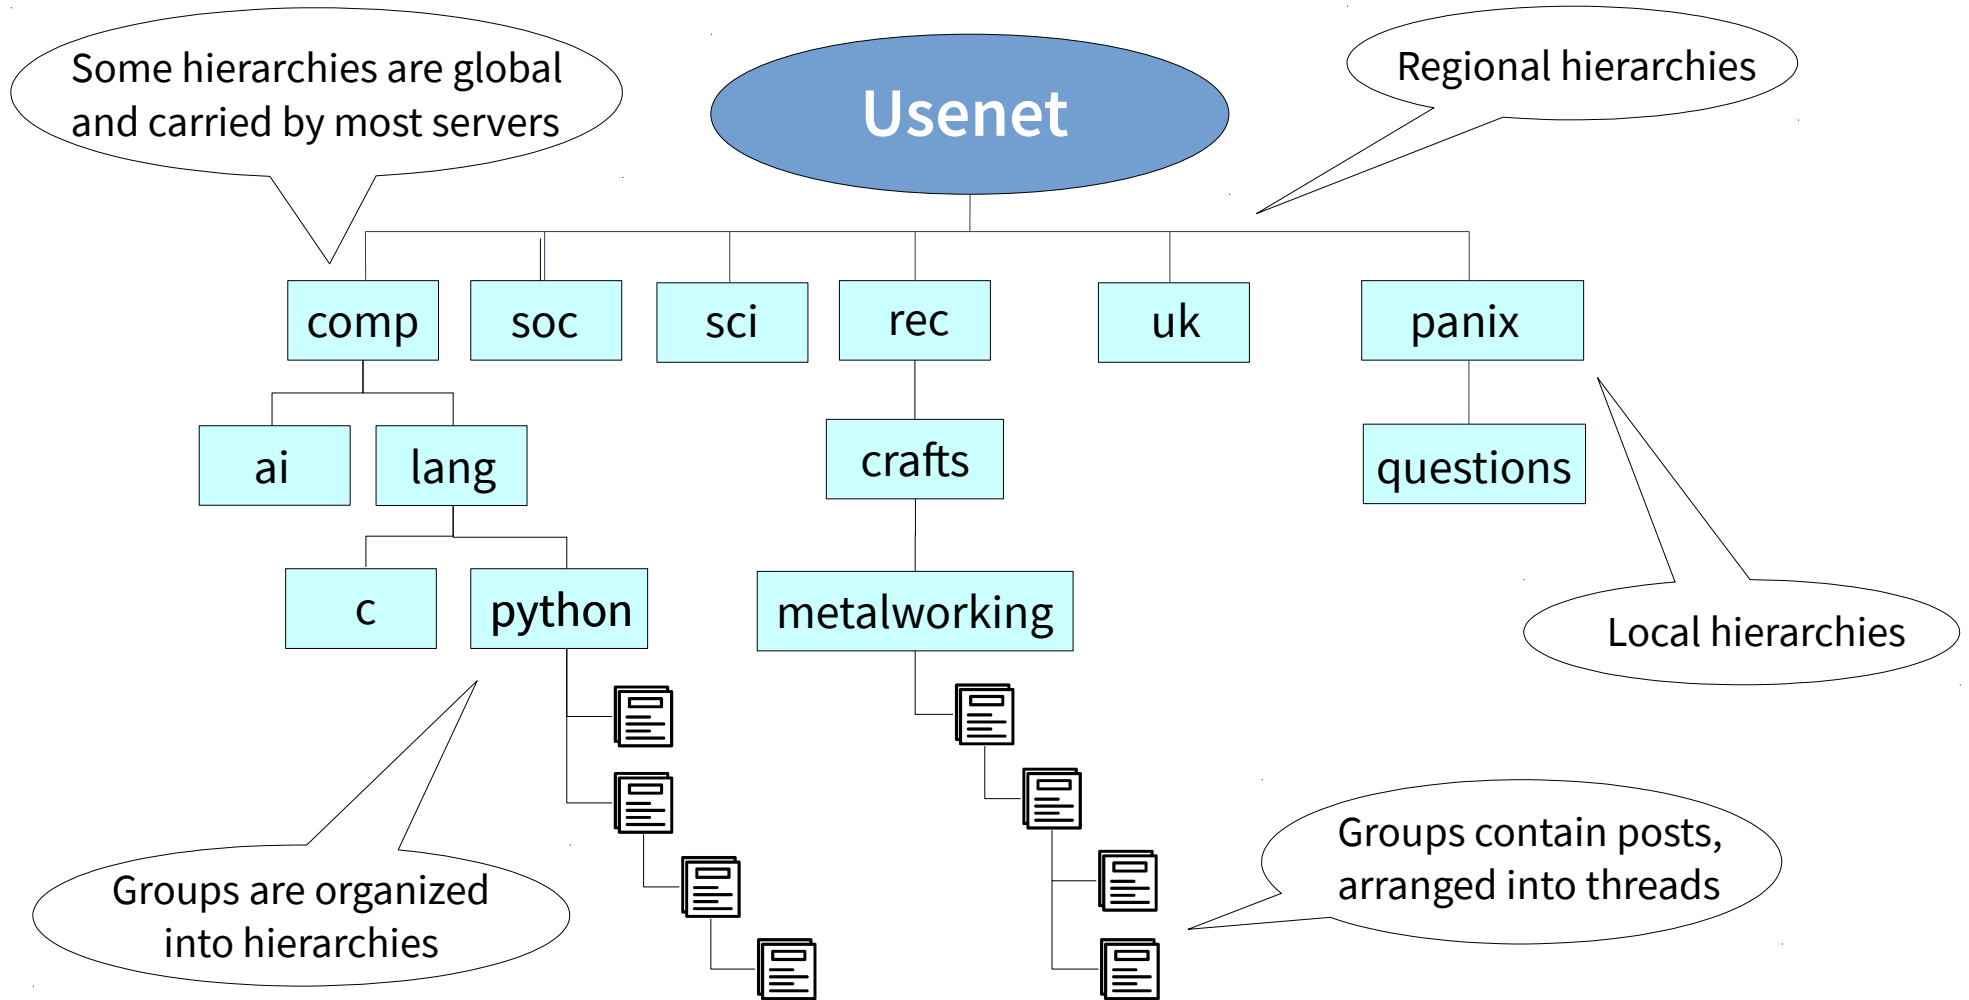 Some hierarchies are global
and carried by most servers
Usenet
Regional hierarchies
comp
soc
sci
rec
uk
panix
ai
lang
crafts
questions
c
python
metalworking
Local hierarchies
Groups contain posts,
arranged into threads
Groups are organized
into hierarchies